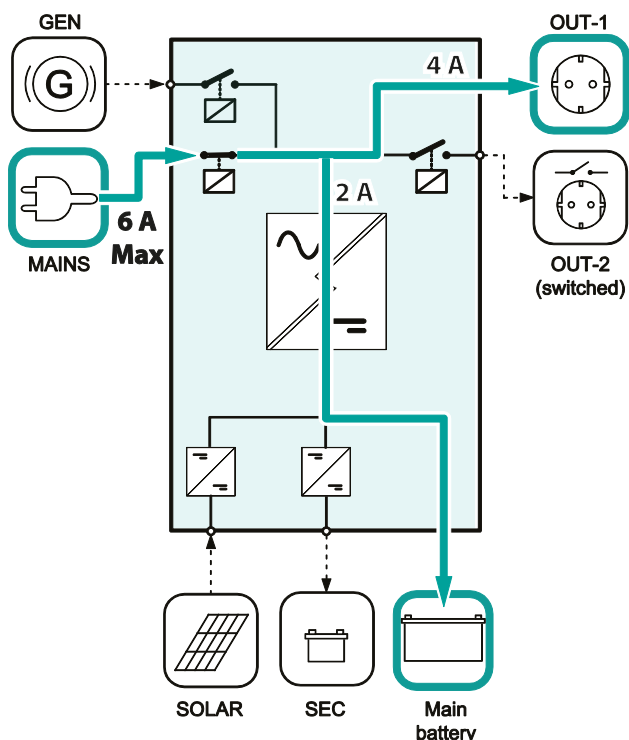 GEN
OUT-1
4 A
G
2 A
6 A
Max
MAINS
OUT-2
(switched)
SOLAR
SEC
Main
battery